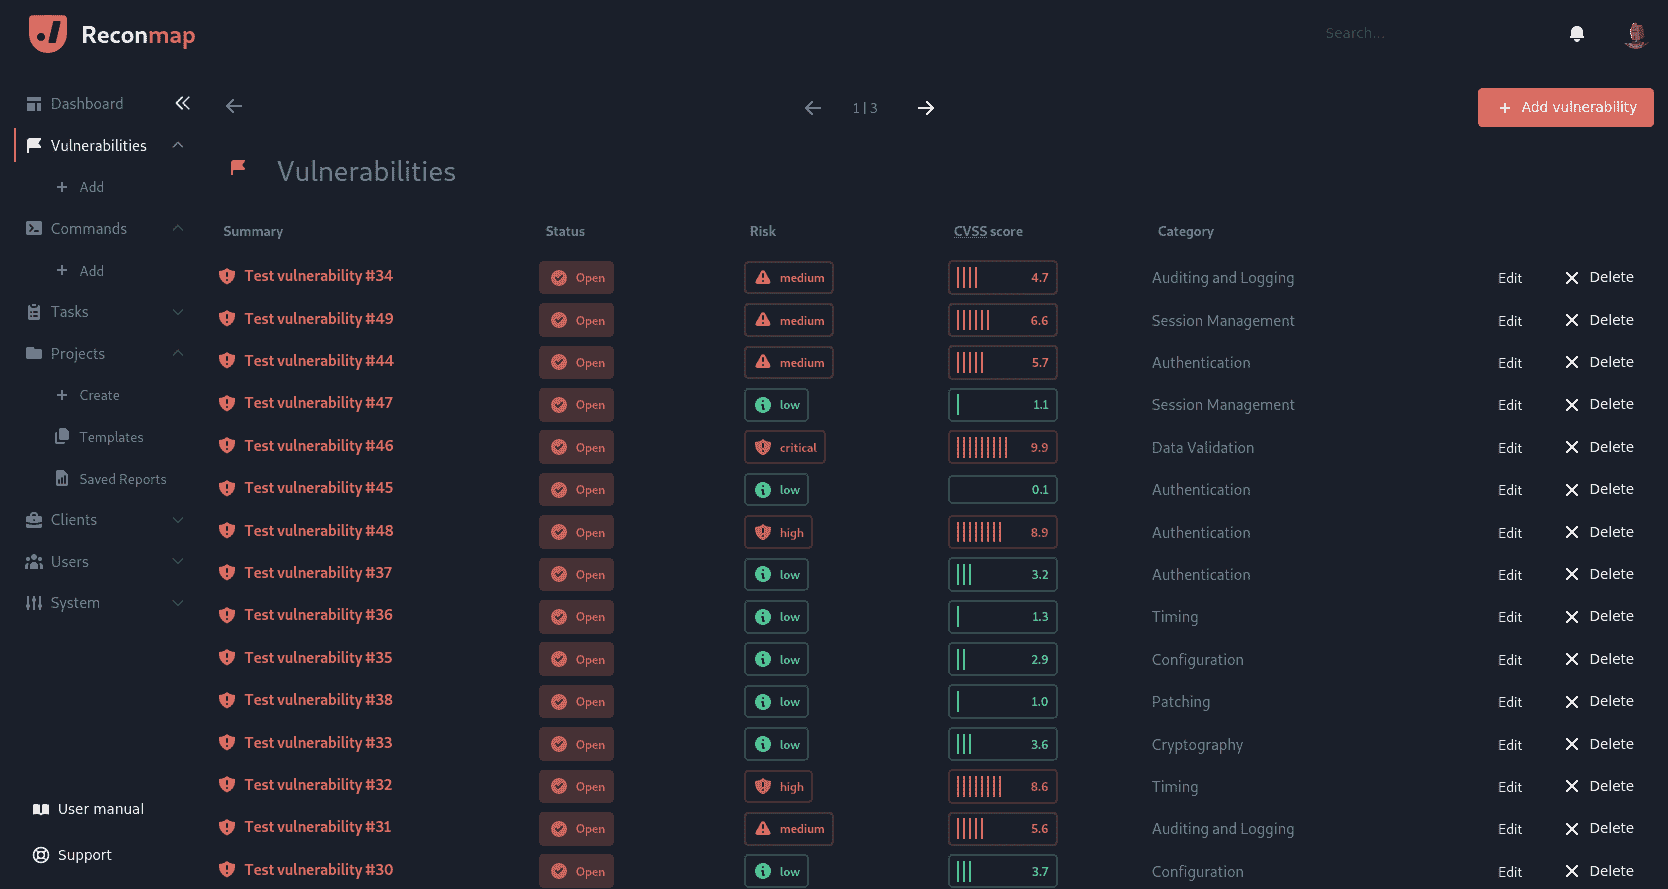 Reconmap
Search...
Dashboard
Vulnerabilities
Add
Commands
Add
Tasks
Projects
Create
Templates
Saved Reports
Clients
Users
System
User manual
Support
1 | 3
+ Add vulnerability
Vulnerabilities
Summary Status Risk CVSS score Category
Test vulnerability #34 Open medium 4.7 Auditing and Logging Edit Delete
Test vulnerability #49 Open medium 6.6 Session Management Edit Delete
Test vulnerability #44 Open medium 5.7 Authentication Edit Delete
Test vulnerability #47 Open low 1.1 Session Management Edit Delete
Test vulnerability #46 Open critical 9.9 Data Validation Edit Delete
Test vulnerability #45 Open low 0.1 Authentication Edit Delete
Test vulnerability #48 Open high 8.9 Authentication Edit Delete
Test vulnerability #37 Open low 3.2 Authentication Edit Delete
Test vulnerability #36 Open low 1.3 Timing Edit Delete
Test vulnerability #35 Open low 2.9 Configuration Edit Delete
Test vulnerability #38 Open low 1.0 Patching Edit Delete
Test vulnerability #33 Open low 3.6 Cryptography Edit Delete
Test vulnerability #32 Open high 8.6 Timing Edit Delete
Test vulnerability #31 Open medium 5.6 Auditing and Logging Edit Delete
Test vulnerability #30 Open low 3.7 Configuration Edit Delete